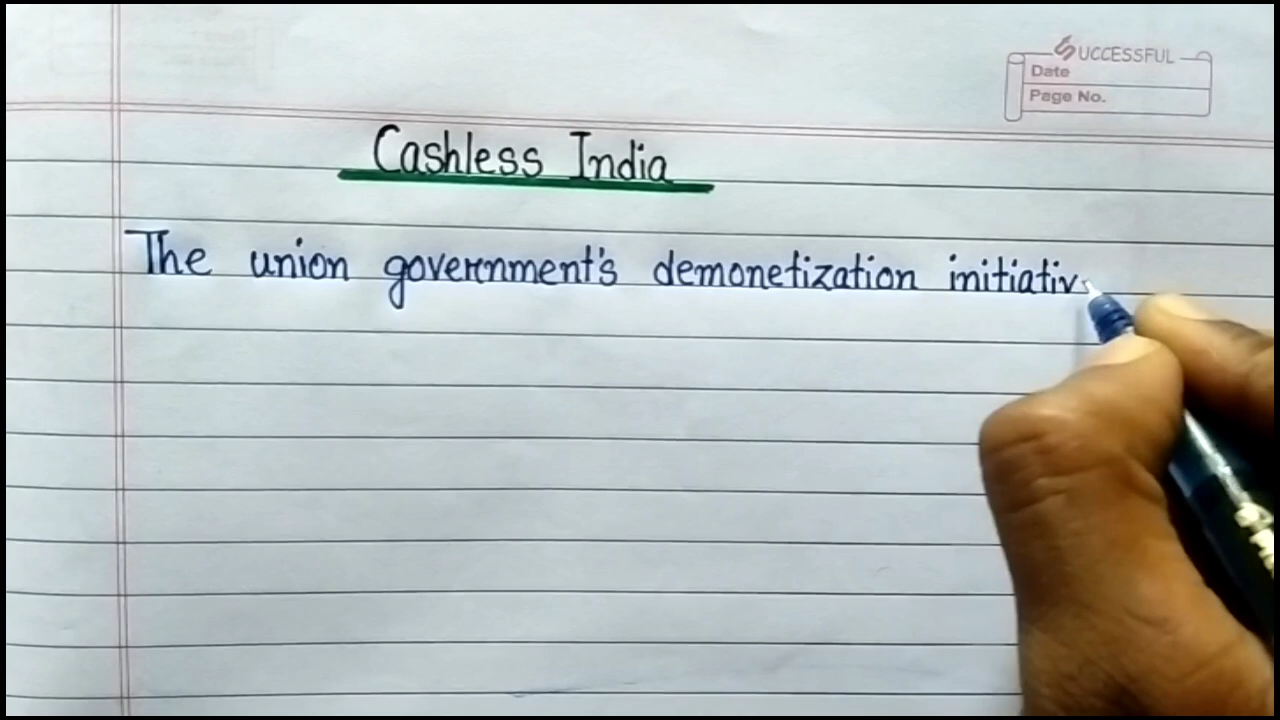 SUCCESSFUL
Date
Page No.
Cashless India
The union government's demonetization initiativ